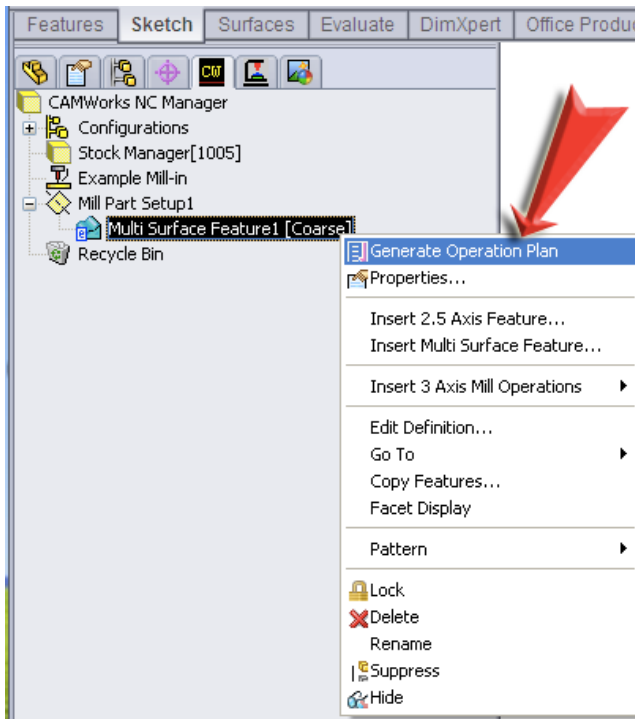 Features Sketch Surfaces Evaluate DimXpert Office Produ
CW
CAMWorks NC Manager
Configurations
Stock Manager[1005]
Example Mill-in
Mill Part Setup1
Multi Surface Feature1 [Coarse]
Recycle Bin
Generate Operation Plan
Properties...
Insert 2.5 Axis Feature...
Insert Multi Surface Feature...
Insert 3 Axis Mill Operations
Edit Definition...
Go To
Copy Features...
Facet Display
Pattern
Lock
Delete
Rename
Suppress
Hide